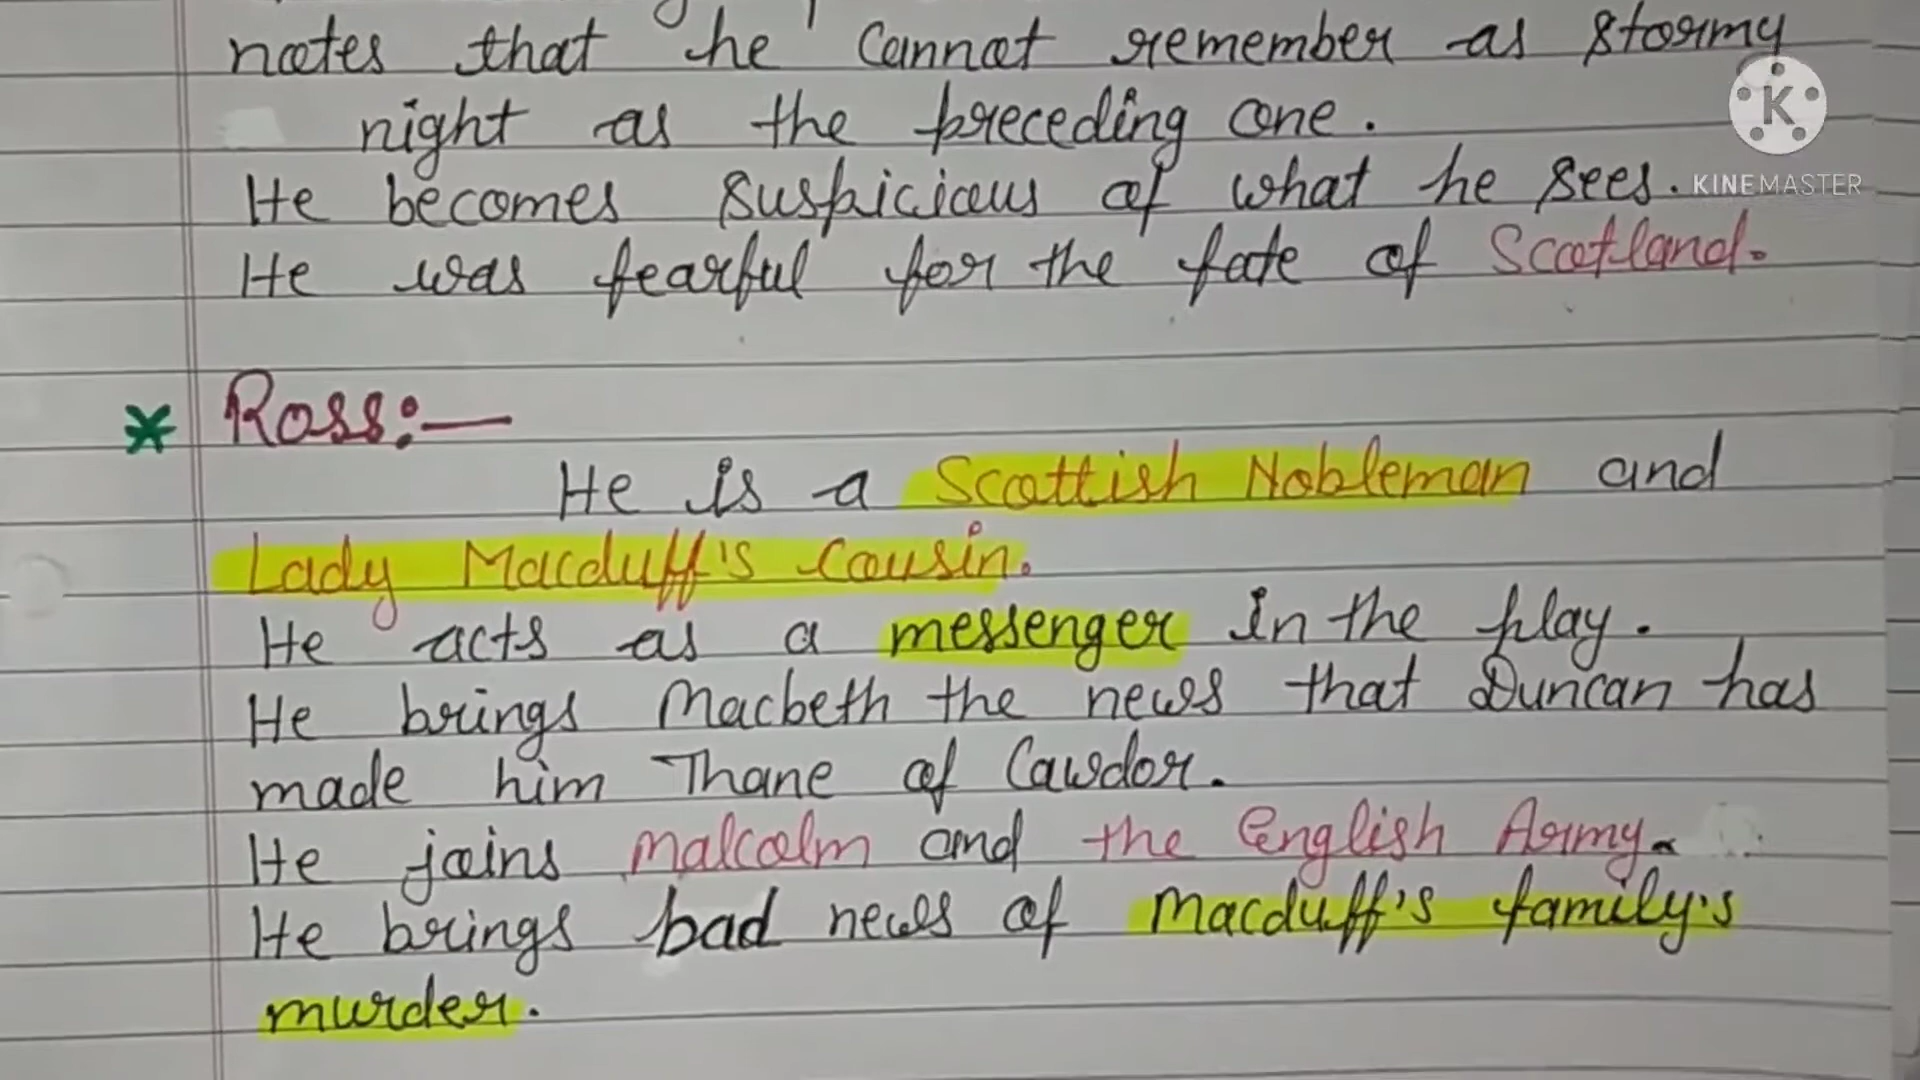 notes that he cannot remember as stormy
night as the preceding one.
He becomes suspicious of what he sees.
KINEMASTER
He was fearful for the fate of Scotland.
* Ross:—
He is a Scottish Nobleman and
Lady Macduff's cousin.
He acts as a messenger in the play.
He brings Macbeth the news that Duncan has
made him Thane of Cawdor.
He joins Malcolm and the English Army.
He brings bad news of Macduff's family's
murder.